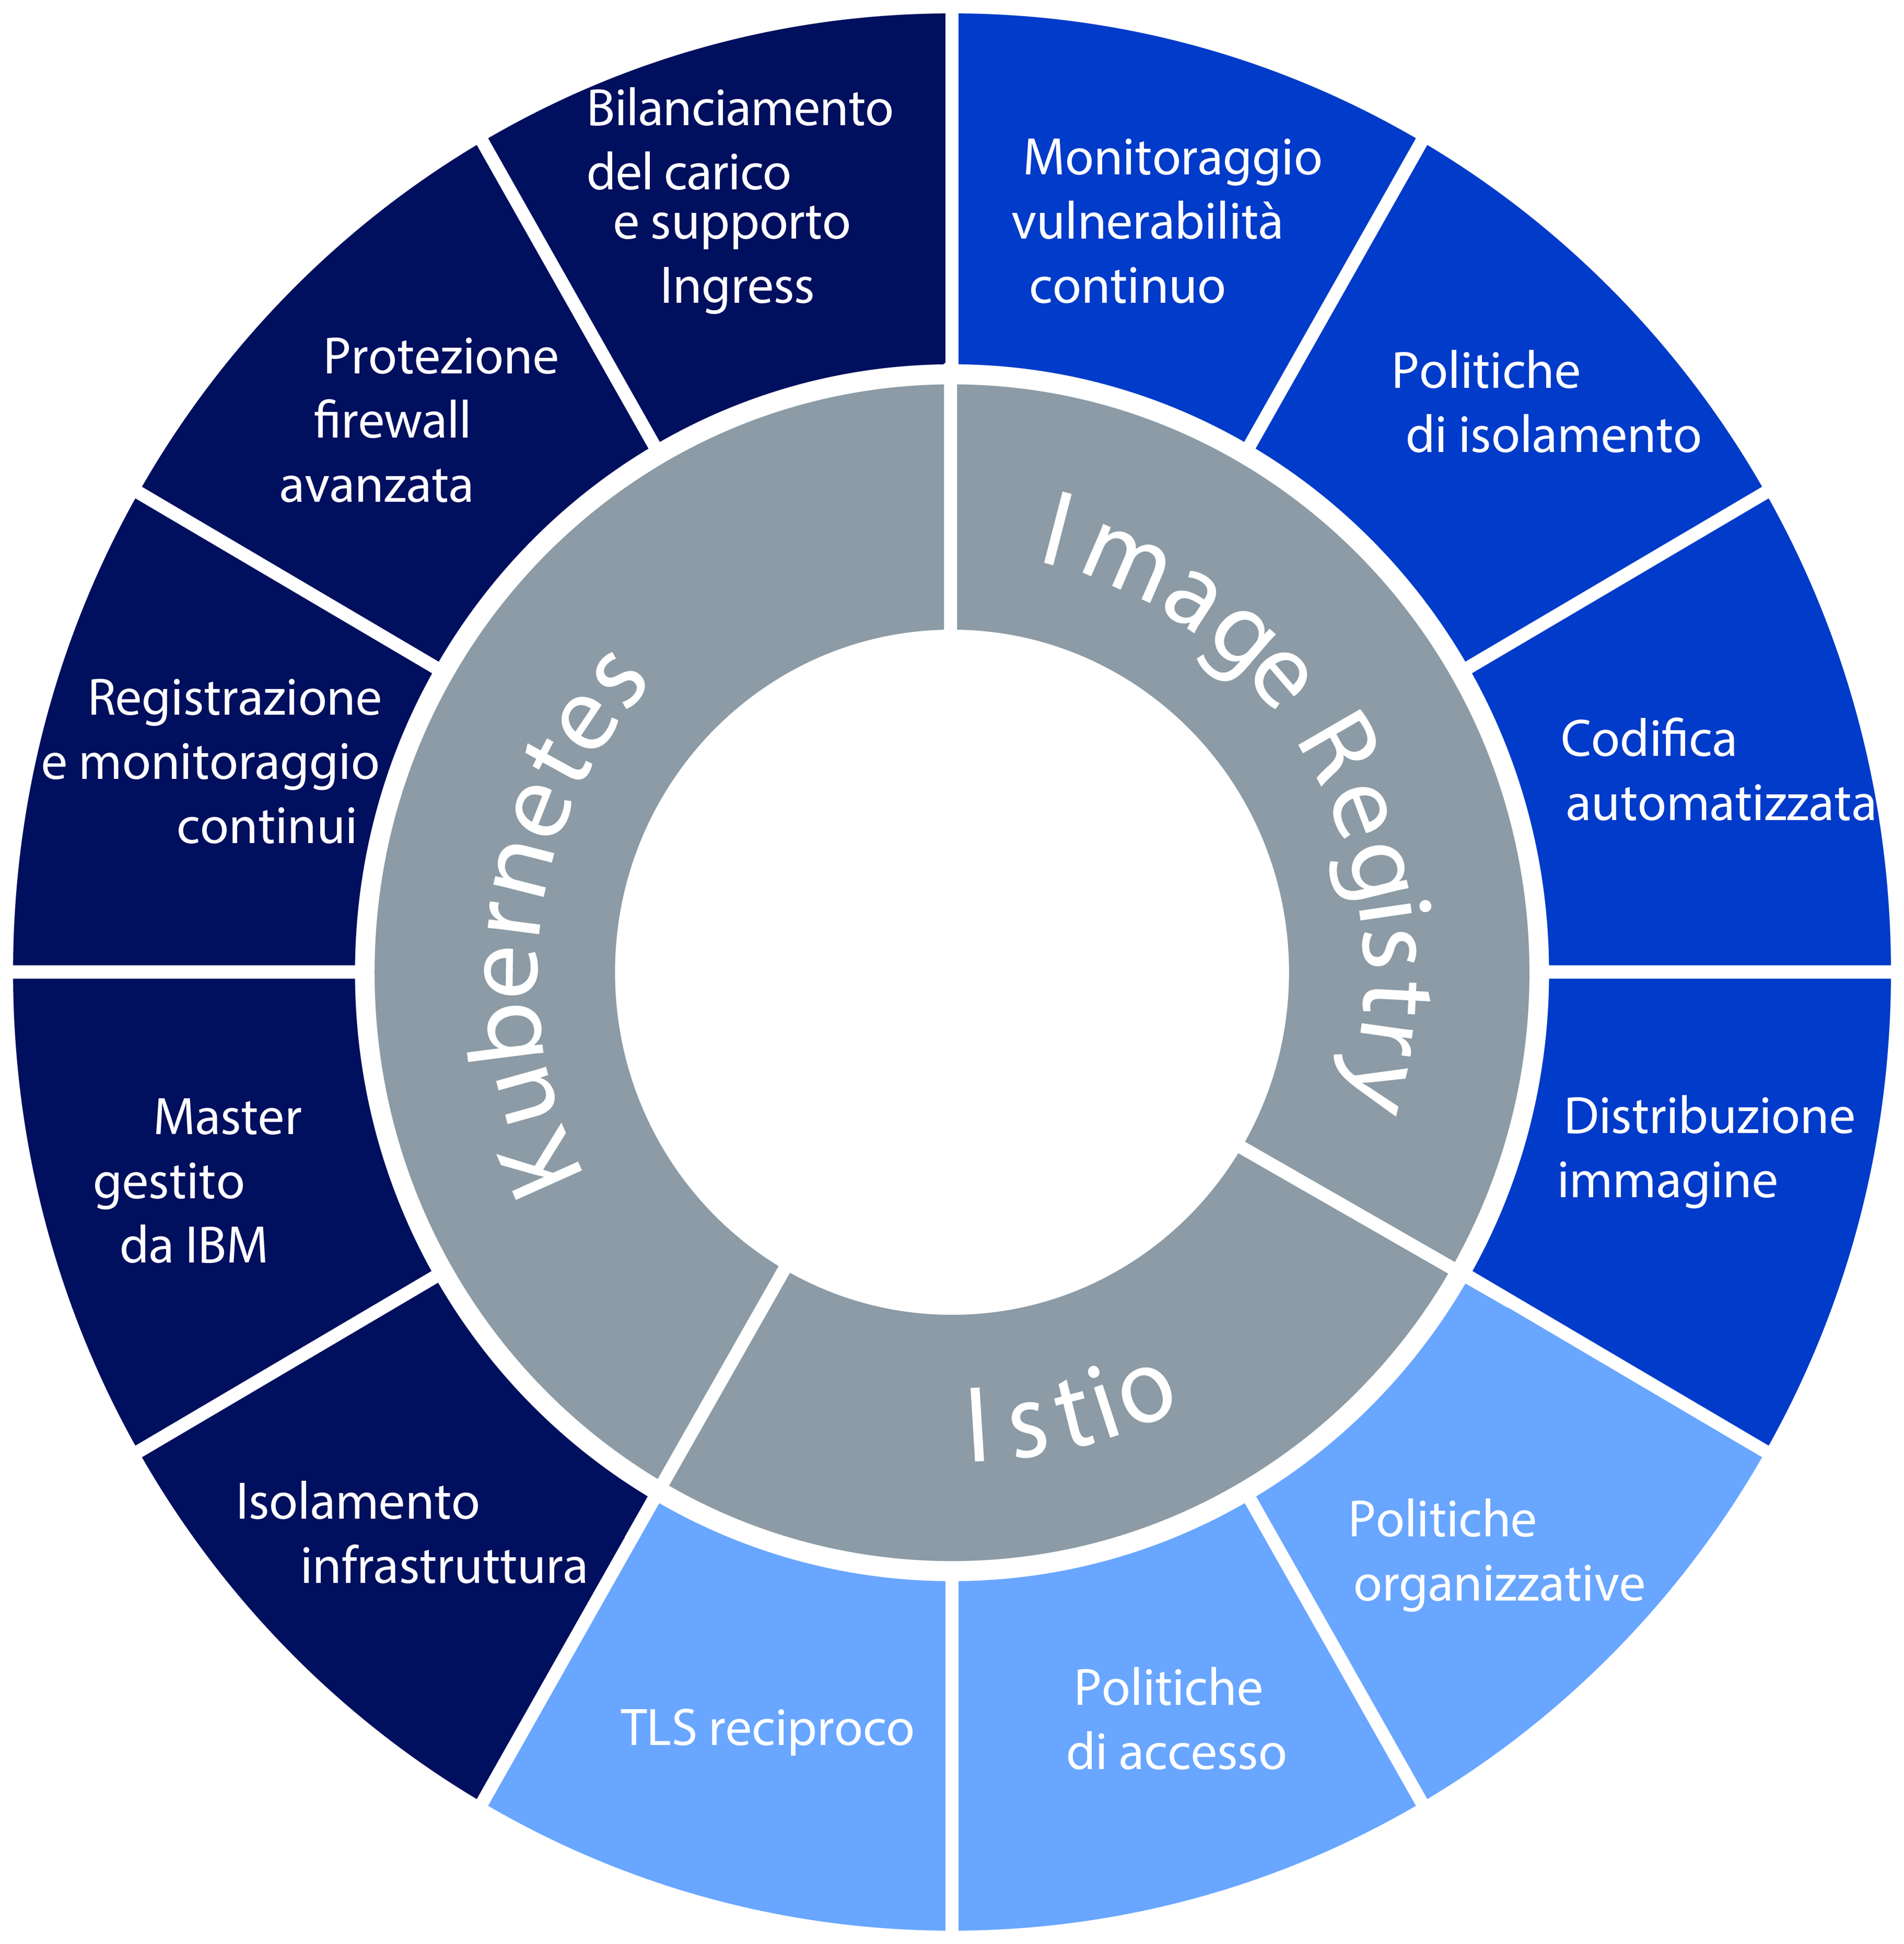 Bilanciamento
del carico
e supporto
Ingress
Monitoraggio
vulnerabilità
continuo
Politiche
di isolamento
Codifica
automatizzata
Distribuzione
immagine
Politiche
organizzative
Politiche
di accesso
TLS reciproco
Isolamento
infrastruttura
Master
gestito
da IBM
Registrazione
e monitoraggio
continui
Protezione
firewall
avanzata
Kubernetes
Image Registry
Istio